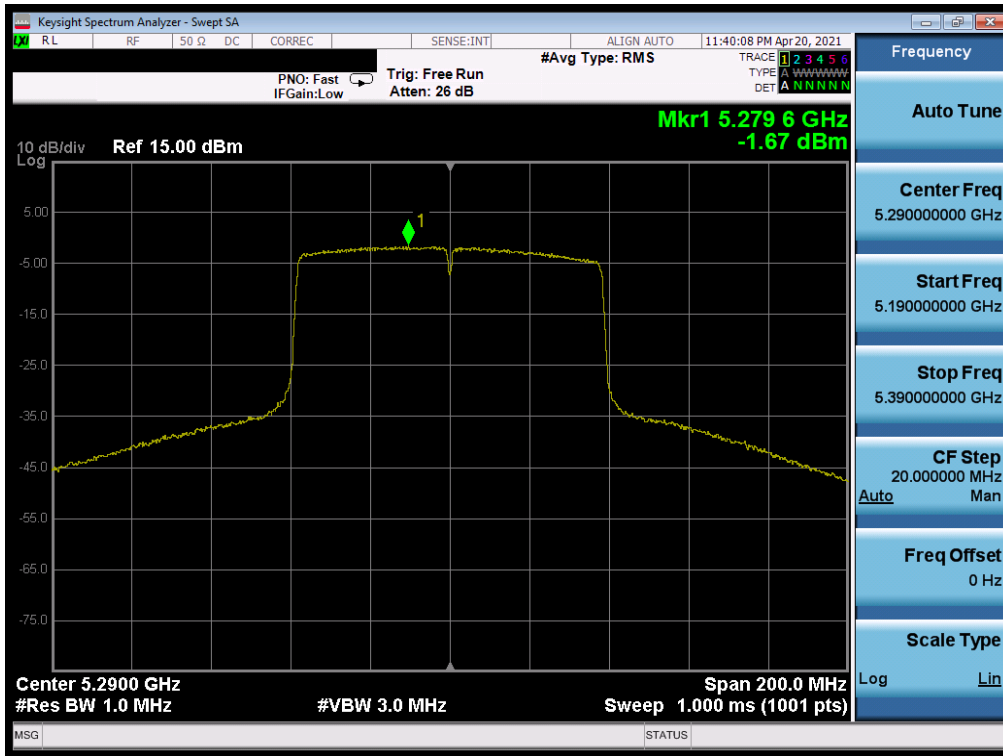 Keysight Spectrum Analyzer - Swept SA
LXI RL RF 50 Ω DC CORREC SENSE:INT ALIGN AUTO 11:40:08 PM Apr 20, 2021
#Avg Type: RMS
TRACE 1 2 3 4 5 6
PNO: Fast Trig: Free Run
TYPE A WWWWW
IFGain:Low Atten: 26 dB
DET A N N N N N
Mkr1 5.279 6 GHz
-1.67 dBm
10 dB/div Ref 15.00 dBm
Log
1
5.00
-5.00
-15.0
-25.0
-35.0
-45.0
-55.0
-65.0
-75.0
Center 5.2900 GHz Span 200.0 MHz
#Res BW 1.0 MHz #VBW 3.0 MHz Sweep 1.000 ms (1001 pts)
MSG STATUS
Frequency
Auto Tune
Center Freq
5.290000000 GHz
Start Freq
5.190000000 GHz
Stop Freq
5.390000000 GHz
CF Step
20.000000 MHz
Auto Man
Freq Offset
0 Hz
Scale Type
Log Lin